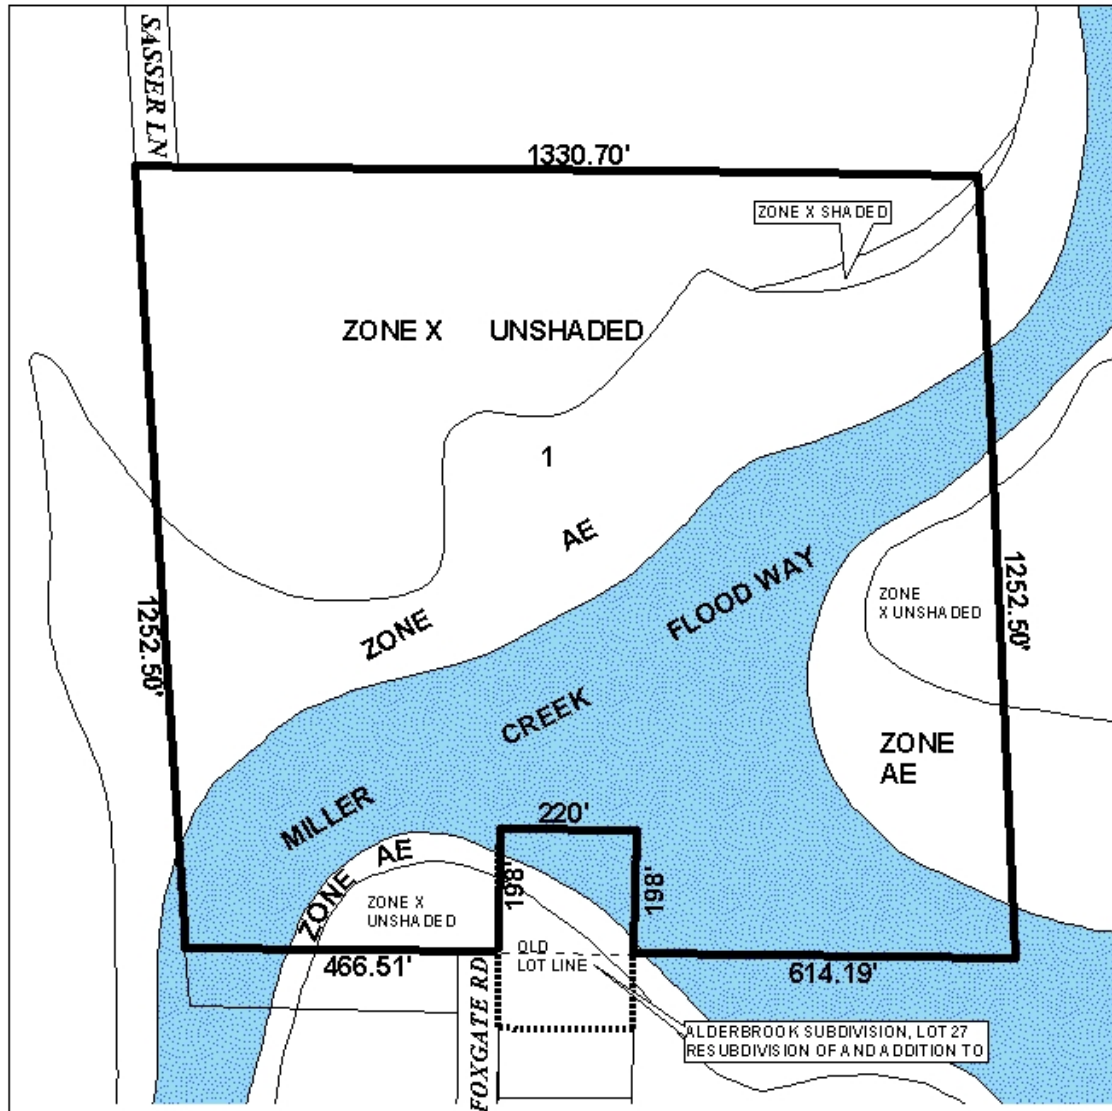 SASSER LN
1330.70'
ZONE X SHADED
ZONE X UNSHADED
1
AE
ZONE
FLOOD WAY
CREEK
MILLER
1252.50'
1252.50'
ZONE
X UNSHADED
ZONE
AE
220'
198'
198'
ZONE AE
ZONE X
UNSHADED
466.51'
OLD
LOT LINE
614.19'
FOXGATE RD
ALDERBROOK SUBDIVISION, LOT 27
RESUBDIVISION OF AND ADDITION TO